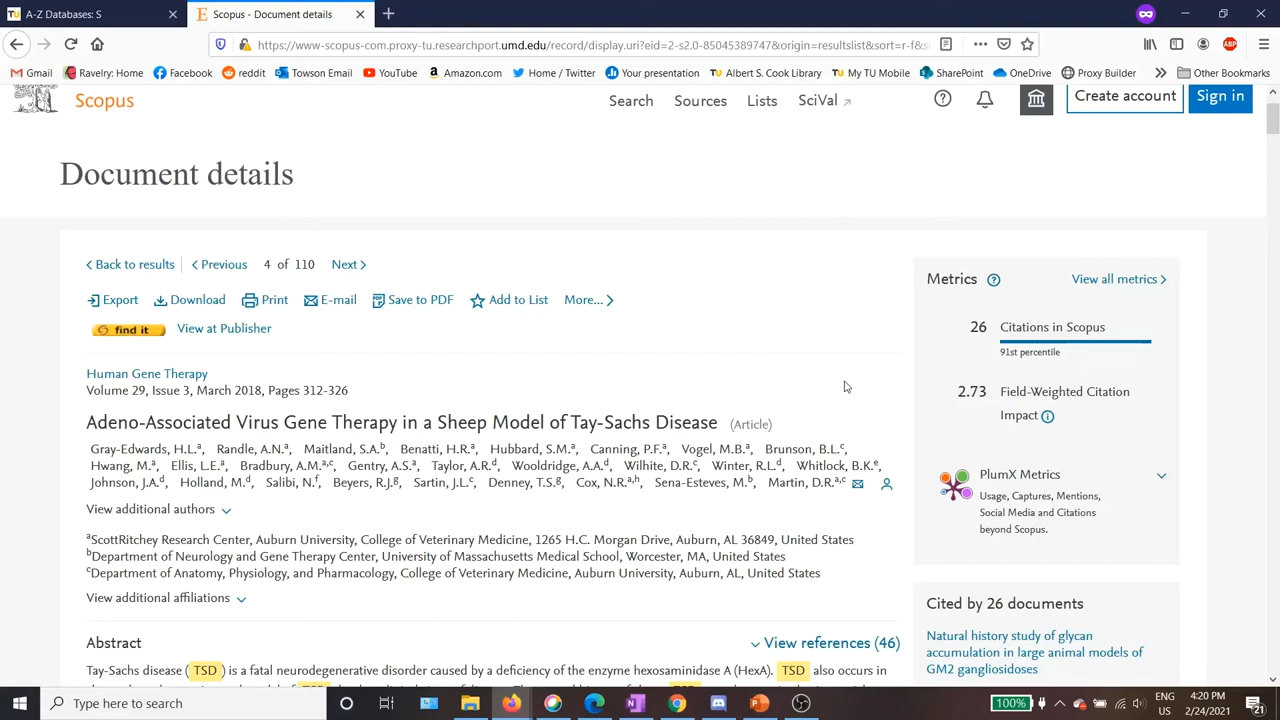 A-Z Databases: S
Scopus - Document details
https://www-scopus-com.proxy-tu.researchport.umd.edu/record/display.uri?eid=2-s2.0-85045389747&origin=resultslist&sort=r-f&s
Gmail Ravelry: Home Facebook reddit Towson Email YouTube Amazon.com Home / Twitter Your presentation Albert S. Cook Library My TU Mobile SharePoint OneDrive Proxy Builder Other Bookmarks
ABP
Scopus
Search Sources Lists SciVal
Create account Sign in
Document details
Back to results Previous 4 of 110 Next
Export Download Print E-mail Save to PDF Add to List More...
find it View at Publisher
Human Gene Therapy
Volume 29, Issue 3, March 2018, Pages 312-326
Adeno-Associated Virus Gene Therapy in a Sheep Model of Tay-Sachs Disease (Article)
Gray-Edwards, H.L.a, Randle, A.N.a, Maitland, S.A.b, Benatti, H.R.a, Hubbard, S.M.a, Canning, P.F.a, Vogel, M.B.a, Brunson, B.L.c,
Hwang, M.a, Ellis, L.E.a, Bradbury, A.M.a,c, Gentry, A.S.a, Taylor, A.R.d, Wooldridge, A.A.d, Wilhite, D.R.c, Winter, R.L.d, Whitlock, B.K.e,
Johnson, J.A.d, Holland, M.d, Salibi, N.f, Beyers, R.J.g, Sartin, J.L.c, Denney, T.S.g, Cox, N.R.a,h, Sena-Esteves, M.b, Martin, D.R.a,c
View additional authors
aScottRitchey Research Center, Auburn University, College of Veterinary Medicine, 1265 H.C. Morgan Drive, Auburn, AL 36849, United States
bDepartment of Neurology and Gene Therapy Center, University of Massachusetts Medical School, Worcester, MA, United States
cDepartment of Anatomy, Physiology, and Pharmacology, College of Veterinary Medicine, Auburn University, Auburn, AL, United States
View additional affiliations
Abstract
View references (46)
Tay-Sachs disease (TSD) is a fatal neurodegenerative disorder caused by a deficiency of the enzyme hexosaminidase A (HexA). TSD also occurs in
Metrics View all metrics
26 Citations in Scopus
91st percentile
2.73 Field-Weighted Citation
Impact
PlumX Metrics
Usage, Captures, Mentions,
Social Media and Citations
beyond Scopus.
Cited by 26 documents
Natural history study of glycan
accumulation in large animal models of
GM2 gangliosidoses
Type here to search
100%
ENG
US
4:20 PM
2/24/2021
21